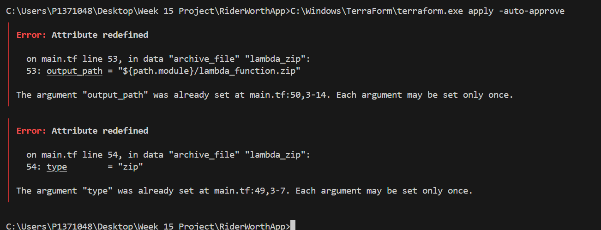 C:\Users\P1371048\Desktop\Week 15 Project\RiderWorthApp>C:\Windows\TerraForm\terraform.exe apply -auto-approve
Error: Attribute redefined
on main.tf line 53, in data "archive_file" "lambda_zip":
53: output_path = "${path.module}/lambda_function.zip"
The argument "output_path" was already set at main.tf:50,3-14. Each argument may be set only once.
Error: Attribute redefined
on main.tf line 54, in data "archive_file" "lambda_zip":
54: type        = "zip"
The argument "type" was already set at main.tf:49,3-7. Each argument may be set only once.
C:\Users\P1371048\Desktop\Week 15 Project\RiderWorthApp>